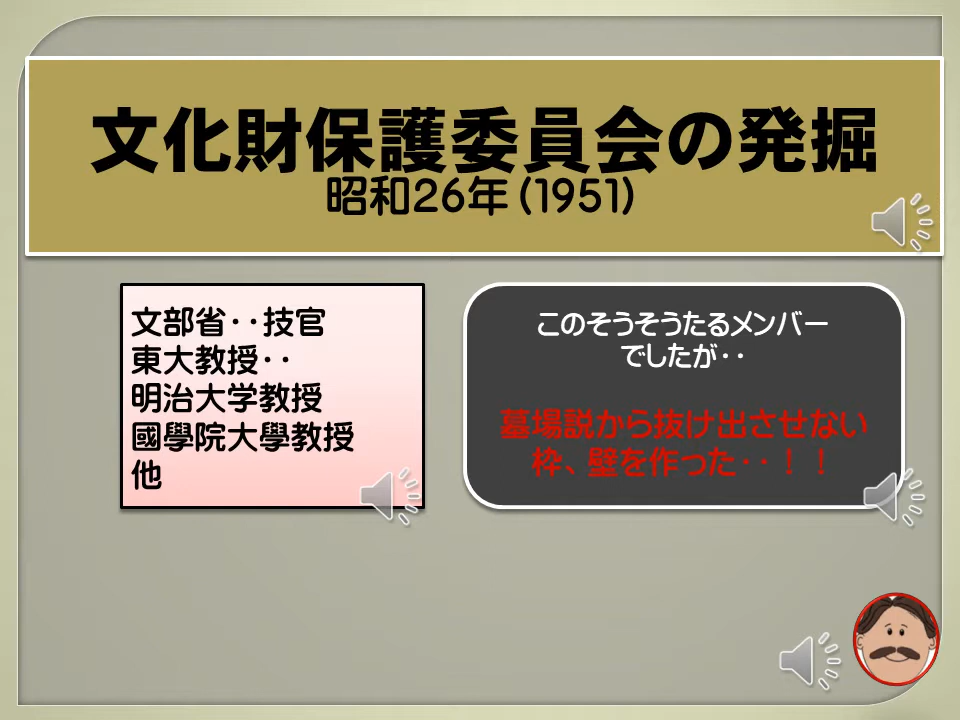 文化財保護委員会の発掘
昭和26年(1951)
文部省・・技官
東大教授・・
明治大学教授
國學院大學教授
他
このそうそうたるメンバー
でしたが・・
墓場説から抜け出させない
枠、壁を作った・・！！